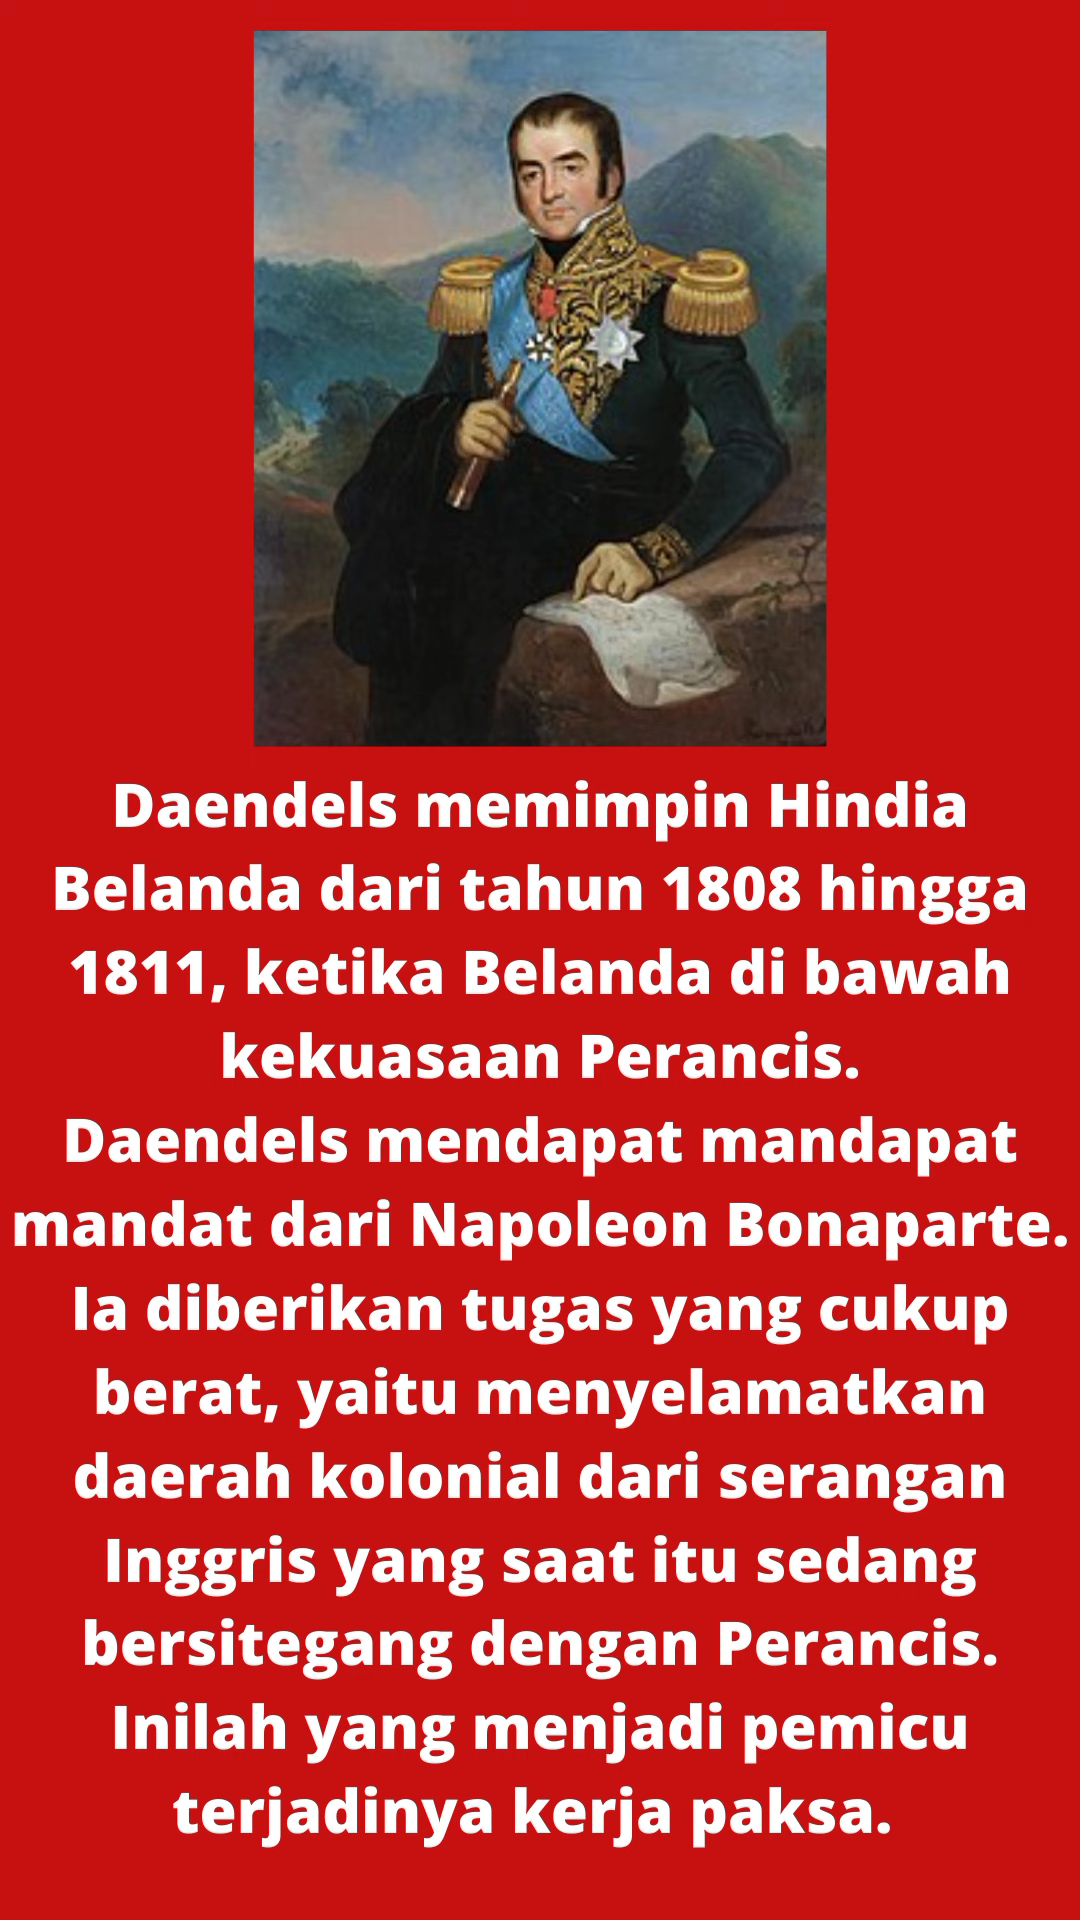 Daendels memimpin Hindia
Belanda dari tahun 1808 hingga
1811, ketika Belanda di bawah
kekuasaan Perancis.
Daendels mendapat mandapat
mandat dari Napoleon Bonaparte.
Ia diberikan tugas yang cukup
berat, yaitu menyelamatkan
daerah kolonial dari serangan
Inggris yang saat itu sedang
bersitegang dengan Perancis.
Inilah yang menjadi pemicu
terjadinya kerja paksa.